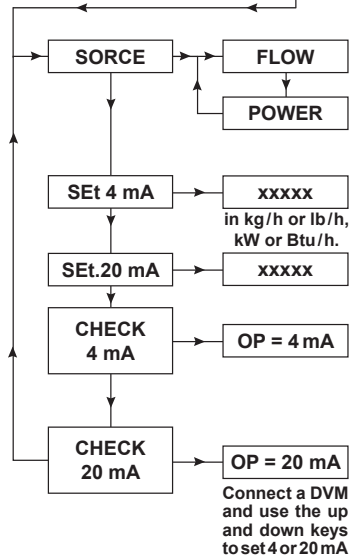 SORCE
FLOW
POWER
SEt 4 mA
xxxxx
in kg/h or lb/h,
kW or Btu/h.
SEt.20 mA
xxxxx
CHECK
4 mA
OP = 4 mA
CHECK
20 mA
OP = 20 mA
Connect a DVM
and use the up
and down keys
to set 4 or 20 mA